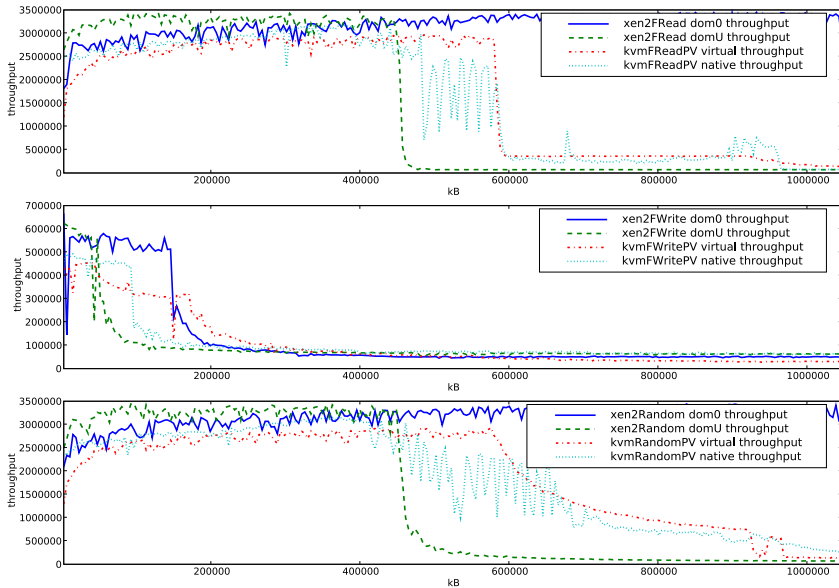 3500000
3000000
2500000
2000000
1500000
1000000
500000
0
throughput
xen2FRead dom0 throughput
xen2FRead domU throughput
kvmFReadPV virtual throughput
kvmFReadPV native throughput
200000 400000 600000 800000 1000000
kB
700000
600000
500000
400000
300000
200000
100000
0
throughput
xen2FWrite dom0 throughput
xen2FWrite domU throughput
kvmFWritePV virtual throughput
kvmFWritePV native throughput
200000 400000 600000 800000 1000000
kB
3500000
3000000
2500000
2000000
1500000
1000000
500000
0
throughput
xen2Random dom0 throughput
xen2Random domU throughput
kvmRandomPV virtual throughput
kvmRandomPV native throughput
200000 400000 600000 800000 1000000
kB